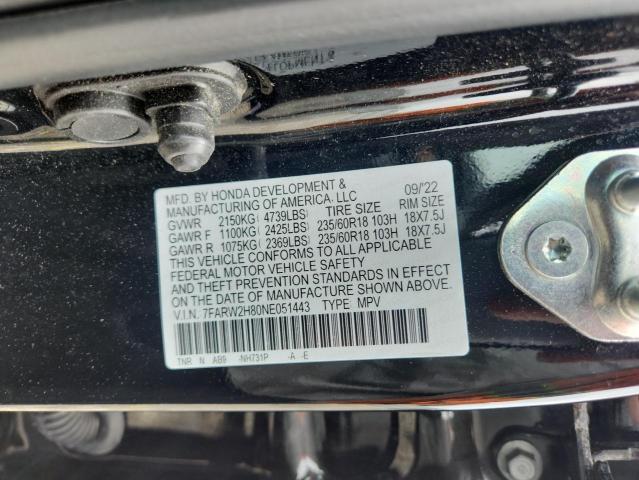 MFD. BY HONDA DEVELOPMENT & 09/'22
MANUFACTURING OF AMERICA, LLC
TIRE SIZE RIM SIZE
GVWR 2150KG( 4739LBS)
GAWR F 1100KG( 2425LBS) 235/60R18 103H 18X7.5J
GAWR R 1075KG( 2369LBS) 235/60R18 103H 18X7.5J
THIS VEHICLE CONFORMS TO ALL APPLICABLE
FEDERAL MOTOR VEHICLE SAFETY
AND THEFT PREVENTION STANDARDS IN EFFECT
ON THE DATE OF MANUFACTURE SHOWN ABOVE.
V.I.N. 7FARW2H80NE051443 TYPE: MPV
TNR N AB9 -NH731P -A -E